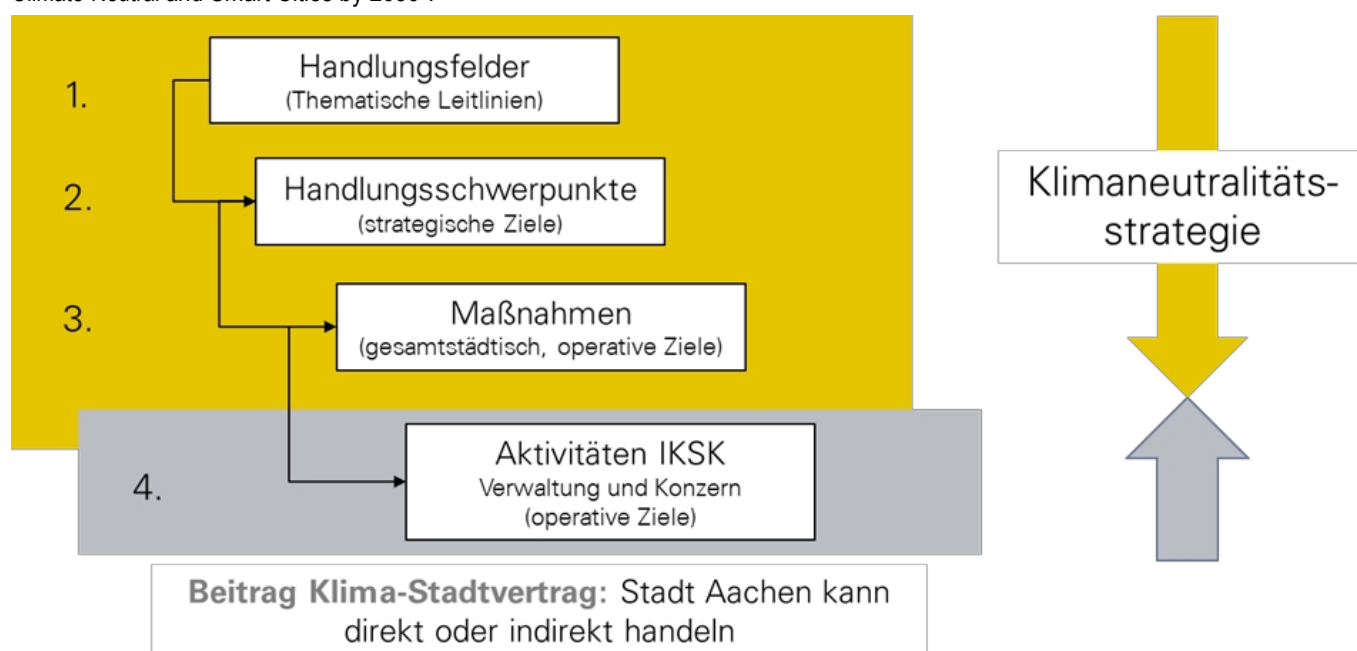 1.
Handlungsfelder
(Thematische Leitlinien)
2.
Handlungsschwerpunkte
(strategische Ziele)
3.
Maßnahmen
(gesamtstädtisch, operative Ziele)
4.
Aktivitäten IKSK
Verwaltung und Konzern
(operative Ziele)
Beitrag Klima-Stadtvertrag: Stadt Aachen kann
direkt oder indirekt handeln
Klimaneutralitäts-
strategie